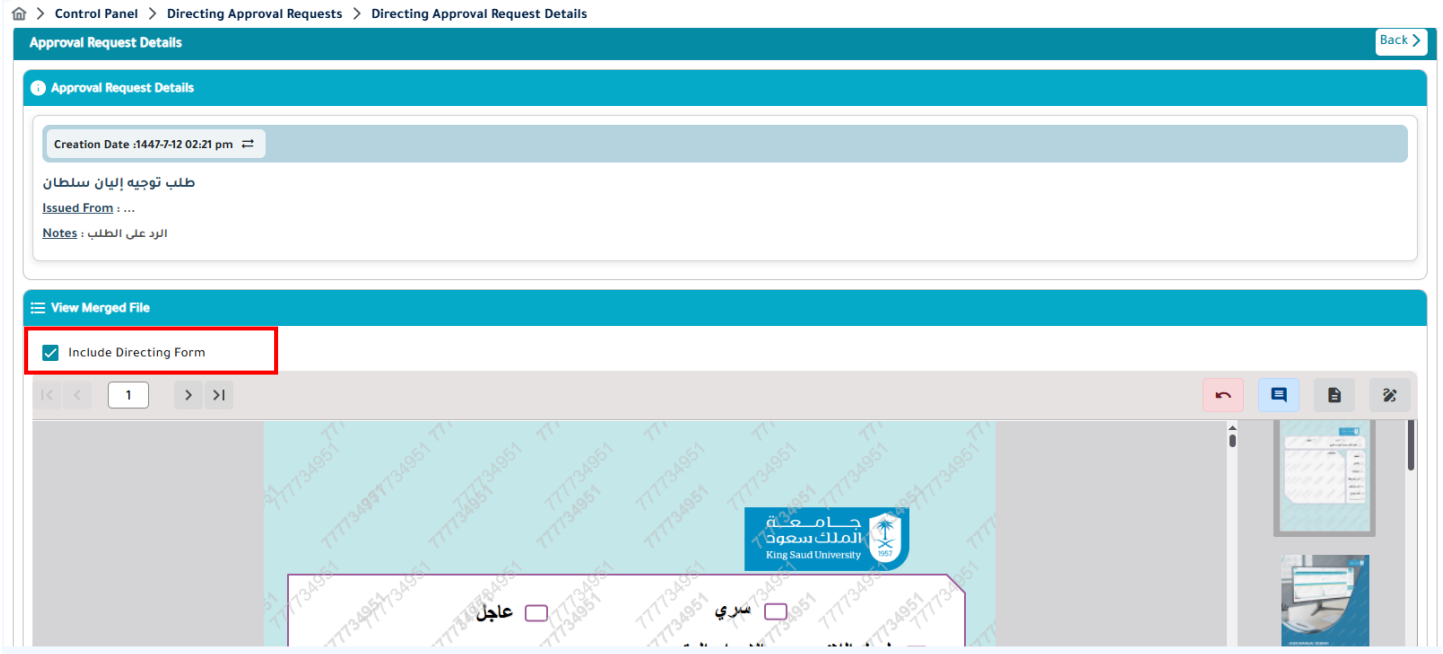 Control Panel > Directing Approval Requests > Directing Approval Request Details
Approval Request Details
Back >
Approval Request Details
Creation Date :1447-7-12 02:21 pm
طلب توجيه إليان سلطان
Issued From : ...
Notes : الرد على الطلب
View Merged File
Include Directing Form
1
777734951
جامعة
الملك سعود
King Saud University
1957
سري
عاجل